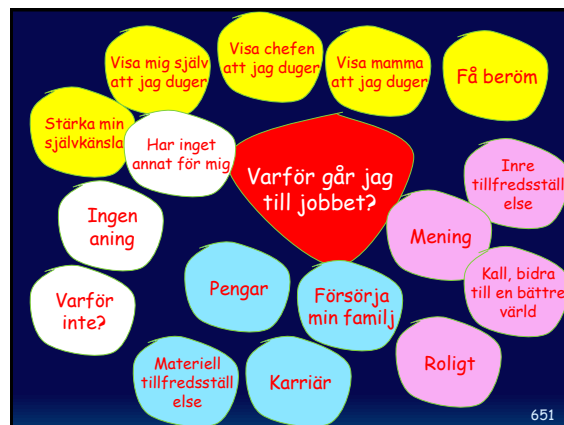 Visa mig själv
att jag duger
Visa chefen
att jag duger
Visa mamma
att jag duger
Få beröm
Stärka min
självkänsla
Har inget
annat för mig
Varför går jag
till jobbet?
Inre
tillfredsställ
else
Ingen
aning
Mening
Kall, bidra
till en bättre
värld
Pengar
Försörja
min familj
Varför
inte?
Roligt
Materiell
tillfredsställ
else
Karriär
651